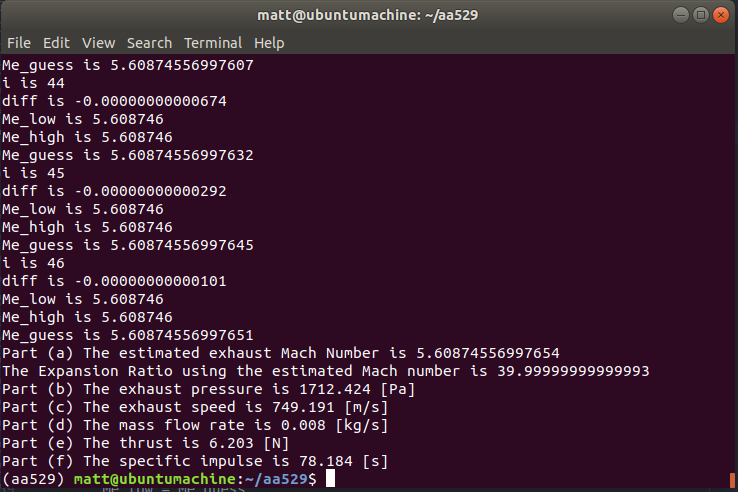 matt@ubuntumachine: ~/aa529
File Edit View Search Terminal Help
Me_guess is 5.60874556997607
i is 44
diff is -0.00000000000674
Me_low is 5.608746
Me_high is 5.608746
Me_guess is 5.60874556997632
i is 45
diff is -0.00000000000292
Me_low is 5.608746
Me_high is 5.608746
Me_guess is 5.60874556997645
i is 46
diff is -0.00000000000101
Me_low is 5.608746
Me_high is 5.608746
Me_guess is 5.60874556997651
Part (a) The estimated exhaust Mach Number is 5.60874556997654
The Expansion Ratio using the estimated Mach number is 39.99999999999993
Part (b) The exhaust pressure is 1712.424 [Pa]
Part (c) The exhaust speed is 749.191 [m/s]
Part (d) The mass flow rate is 0.008 [kg/s]
Part (e) The thrust is 6.203 [N]
Part (f) The specific impulse is 78.184 [s]
(aa529) matt@ubuntumachine:~/aa529$